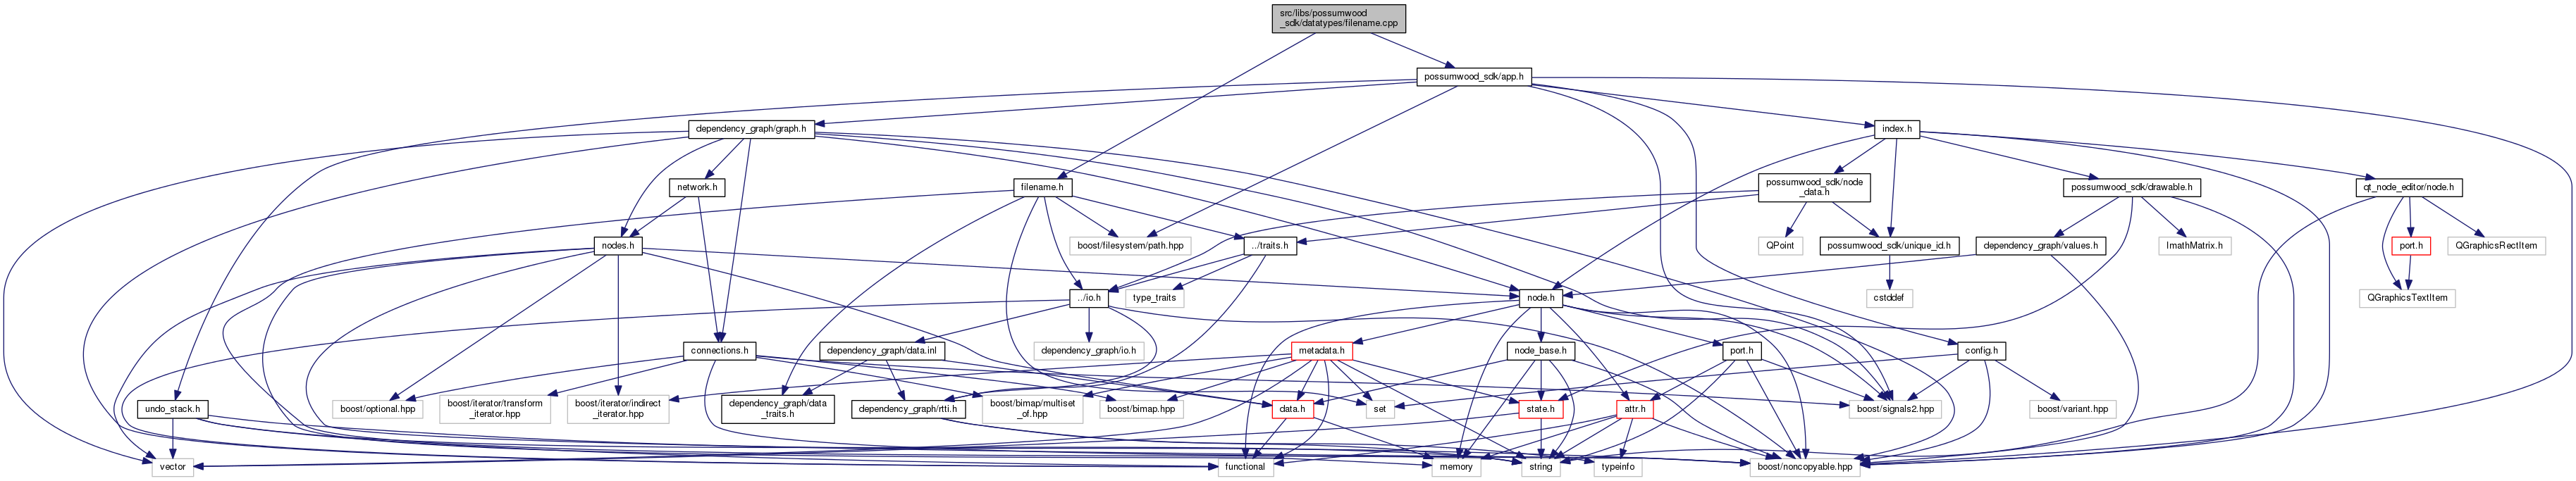 src/libs/possumwood
_sdk/datatypes/filename.cpp
possumwood_sdk/app.h
dependency_graph/graph.h
index.h
network.h
filename.h
possumwood_sdk/node
_data.h
possumwood_sdk/drawable.h
qt_node_editor/node.h
nodes.h
boost/filesystem/path.hpp
../traits.h
QPoint
possumwood_sdk/unique_id.h
dependency_graph/values.h
ImathMatrix.h
port.h
QGraphicsRectItem
../io.h
type_traits
node.h
cstddef
QGraphicsTextItem
connections.h
dependency_graph/data.inl
dependency_graph/io.h
metadata.h
node_base.h
port.h
config.h
undo_stack.h
boost/optional.hpp
boost/iterator/transform
_iterator.hpp
boost/iterator/indirect
_iterator.hpp
dependency_graph/data
_traits.h
dependency_graph/rtti.h
boost/bimap/multiset
_of.hpp
boost/bimap.hpp
data.h
set
state.h
attr.h
boost/signals2.hpp
boost/variant.hpp
vector
functional
memory
string
typeinfo
boost/noncopyable.hpp